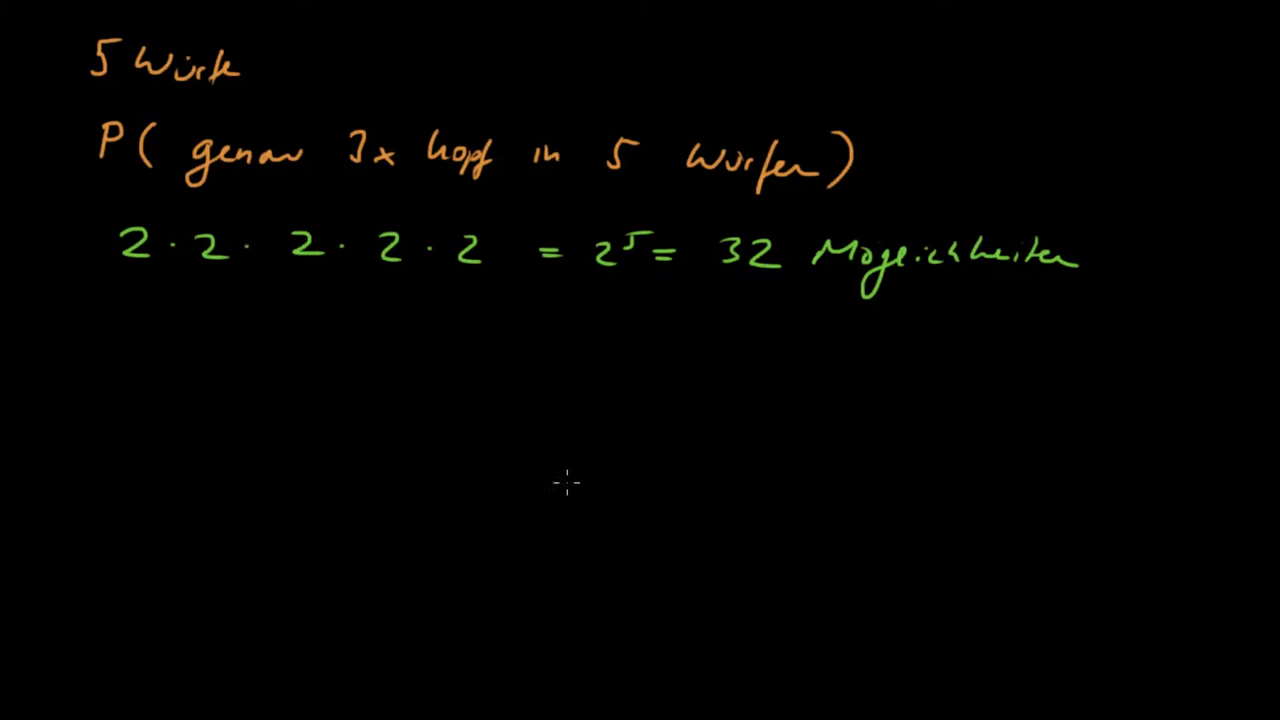 5 Würfe
P( genau 3x Kopf in 5 Würfen)
2 · 2 · 2 · 2 · 2 = 2⁵ = 32 Möglichkeiten